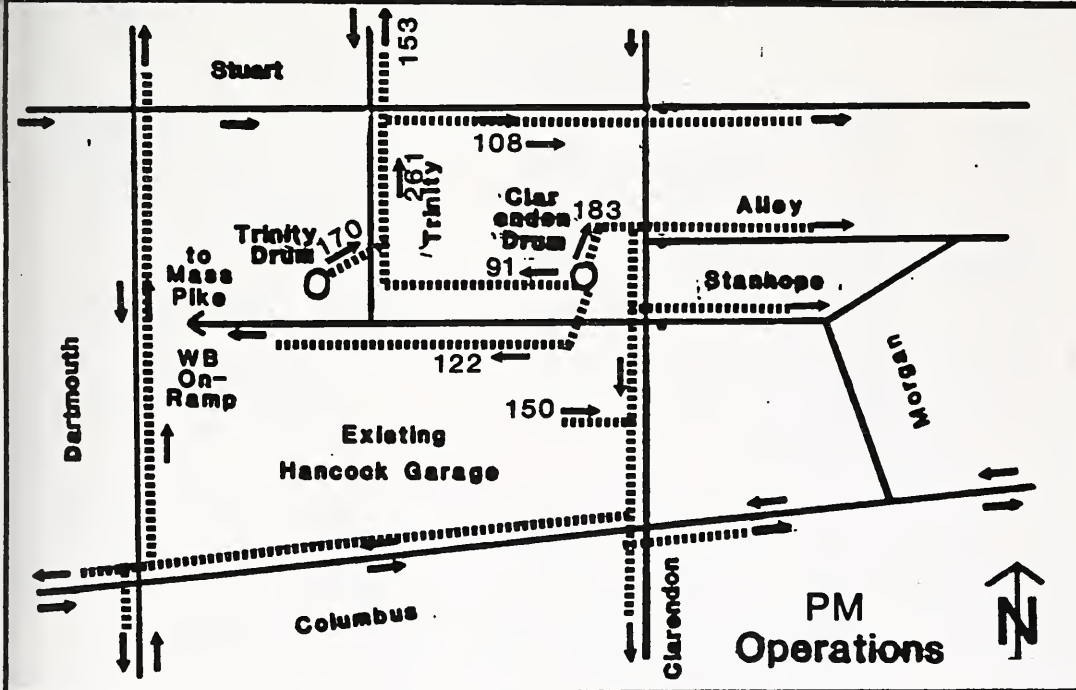 153
Stuart
108
261
Trinity
Clar
enden
Drum
183
Alley
Trinity
Drum
170
91
to
Mass
Pike
Stanhope
WB
On-
Ramp
122
Dartmouth
Morgan
150
Existing
Hancock Garage
Columbus
Clarendon
PM
Operations
N